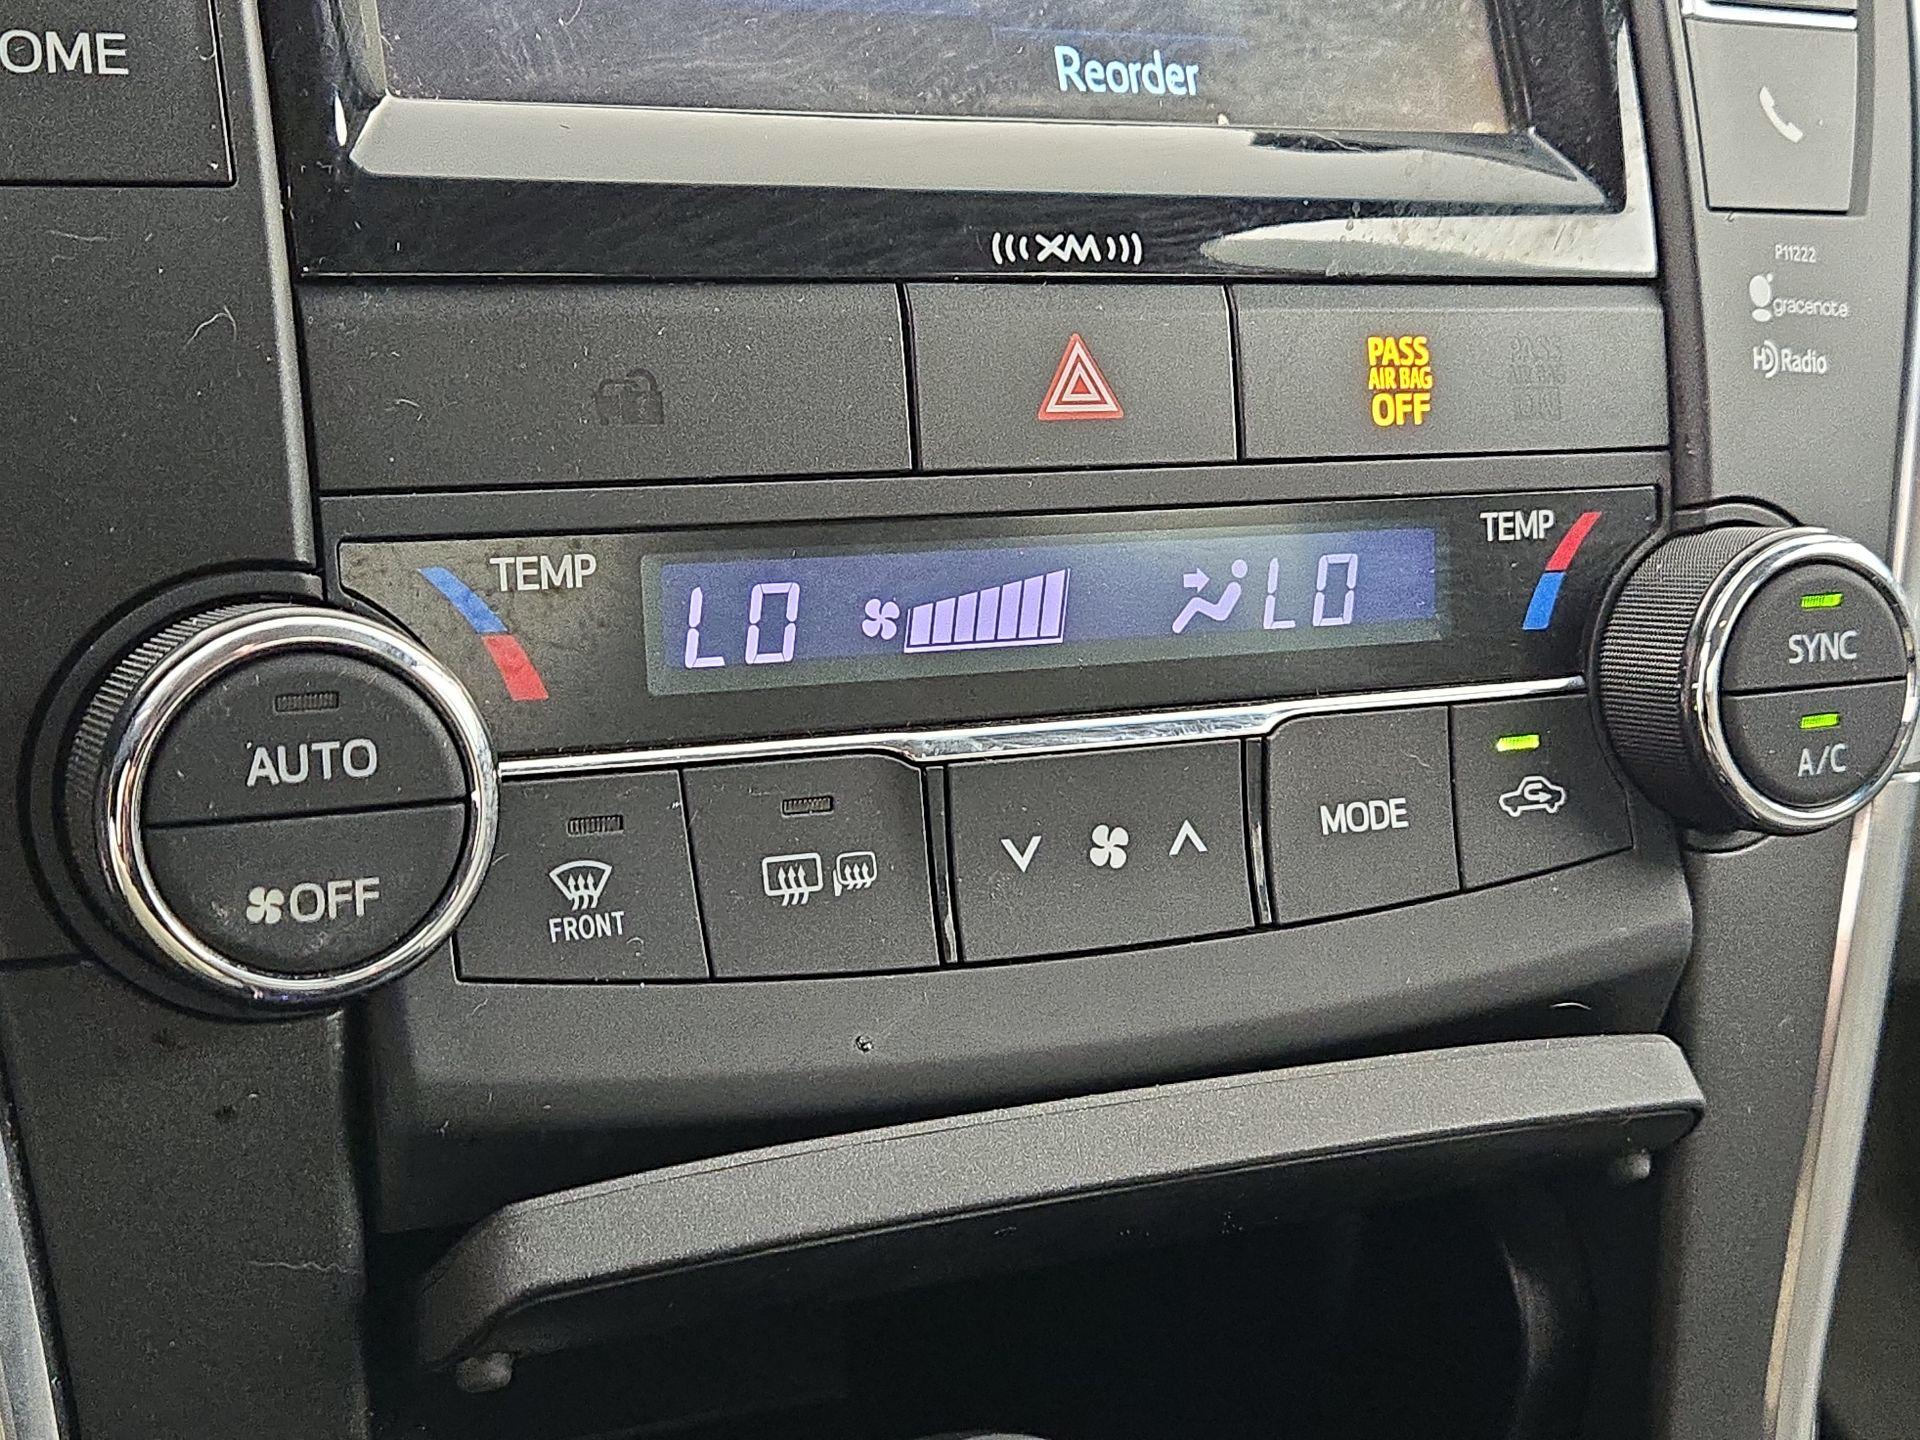 OME
Reorder
XM
P11222
gracenote
HD Radio
PASS
AIR BAG
OFF
TEMP
LO
LO
TEMP
SYNC
A/C
AUTO
OFF
FRONT
MODE